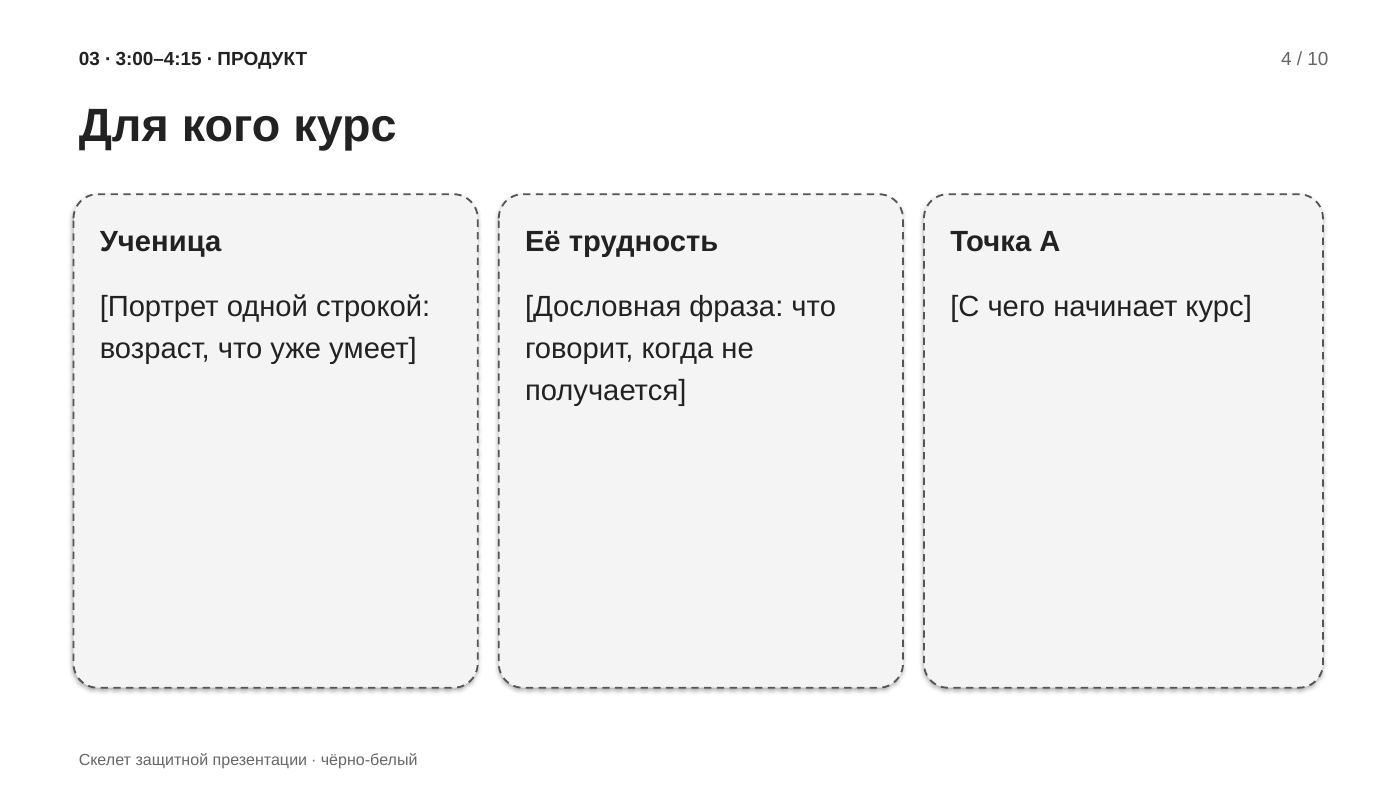 03 · 3:00–4:15 · ПРОДУКТ
4 / 10
Для кого курс
Ученица
[Портрет одной строкой:
возраст, что уже умеет]
Её трудность
[Дословная фраза: что
говорит, когда не
получается]
Точка А
[С чего начинает курс]
Скелет защитной презентации · чёрно-белый